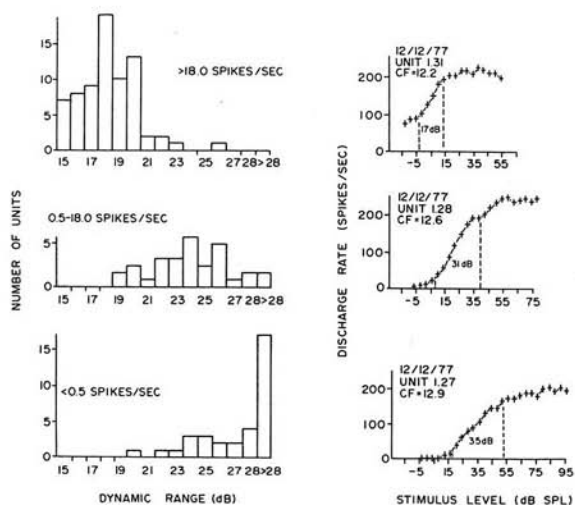 NUMBER OF UNITS
15
10
5
>18.0 SPIKES/SEC
15 17 19 21 23 25 27 28>28
0.5-18.0 SPIKES/SEC
5
15 17 19 21 23 25 27 28>28
15
10
5
<0.5 SPIKES/SEC
15 17 19 21 23 25 27 28>28
DYNAMIC RANGE (dB)
DISCHARGE RATE (SPIKES/SEC)
12/12/77
UNIT 1.31
CF=12.2
200
100
0
17dB
-5 15 35 55
12/12/77
UNIT 1.28
CF=12.6
200
100
0
31dB
-5 15 35 55 75
12/12/77
UNIT 1.27
CF=12.9
200
100
0
35dB
-5 15 35 55 75 95
STIMULUS LEVEL (dB SPL)